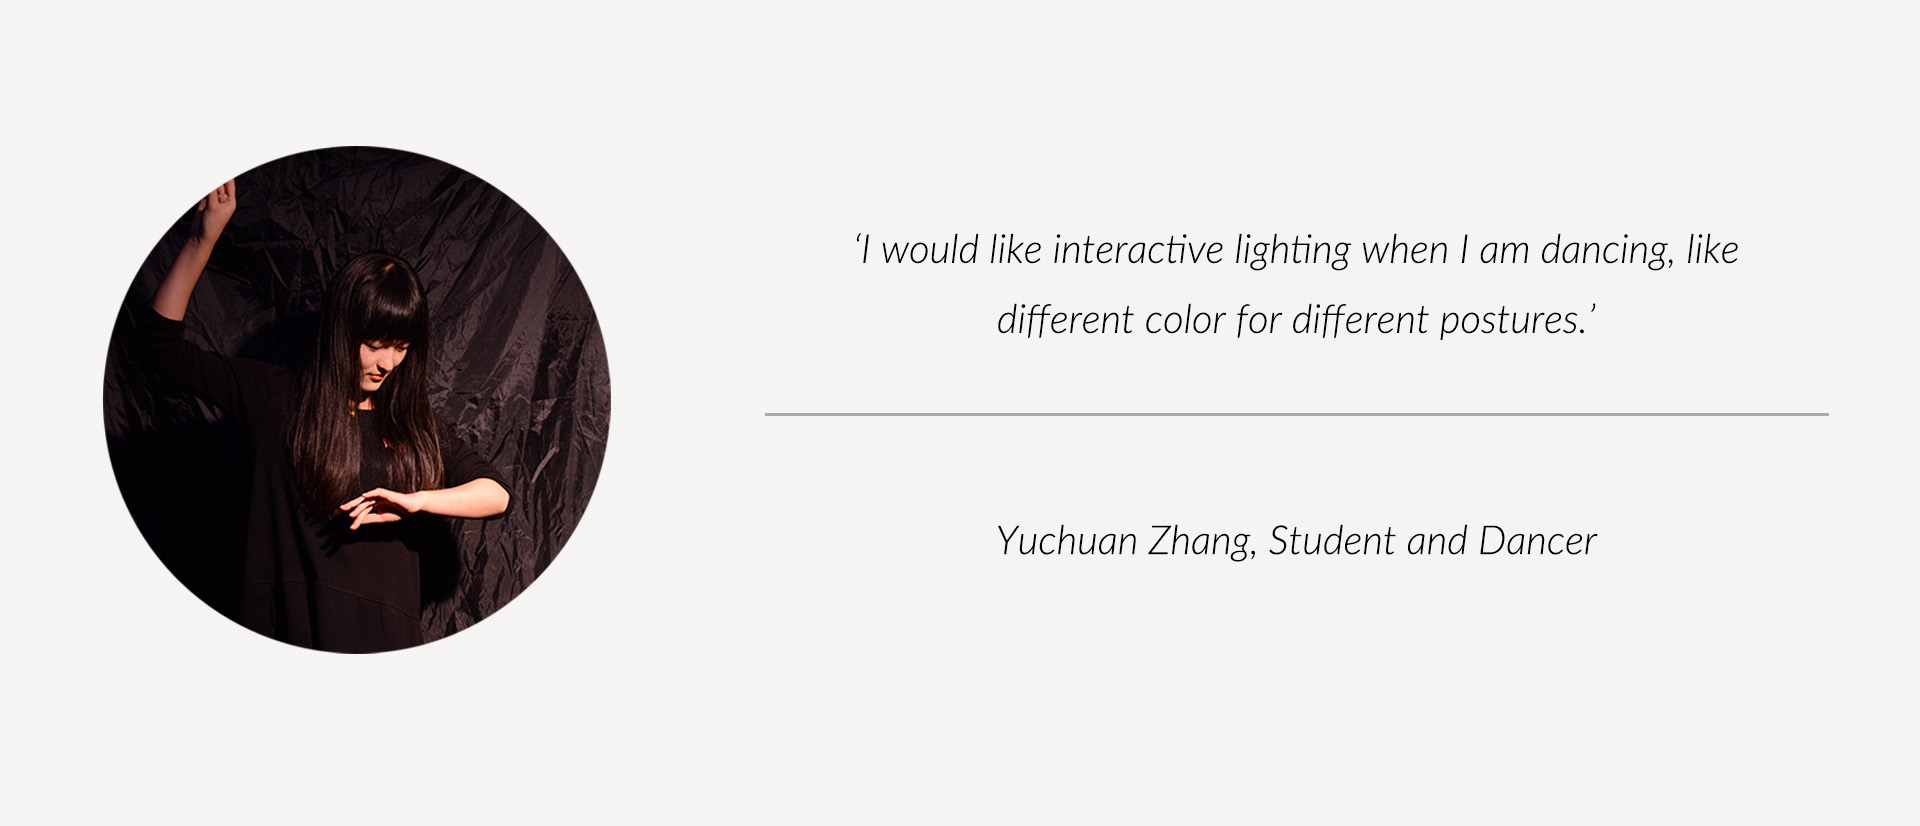 ‘I would like interactive lighting when I am dancing, like
different color for different postures.’
Yuchuan Zhang, Student and Dancer